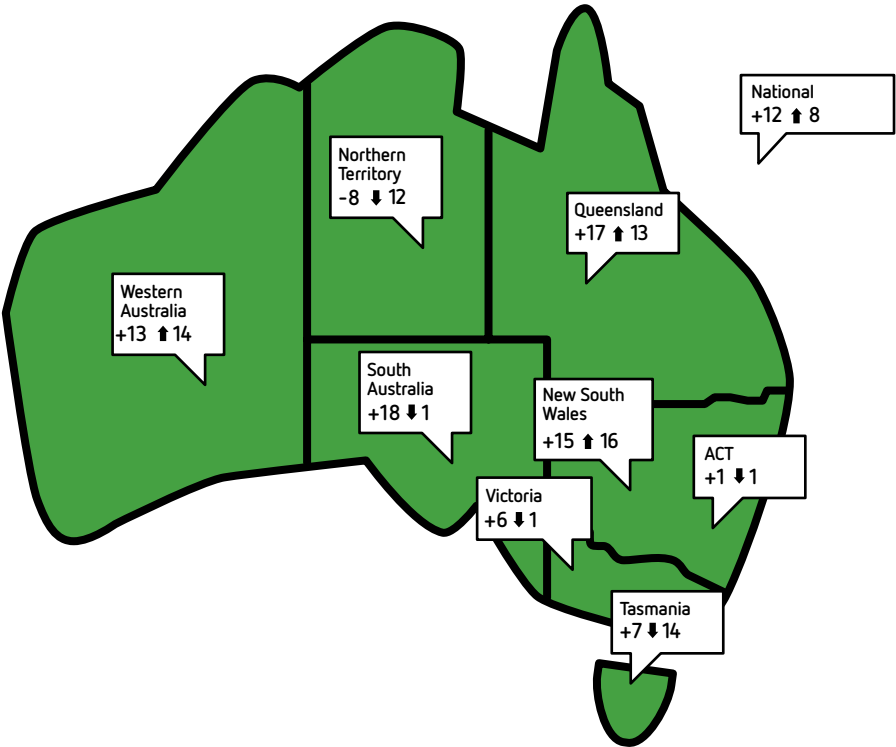 National
+12 ⬆ 8
Northern
Territory
-8 ⬇ 12
Queensland
+17 ⬆ 13
Western
Australia
+13 ⬆ 14
South
Australia
+18 ⬇ 1
New South
Wales
+15 ⬆ 16
ACT
+1 ⬇ 1
Victoria
+6 ⬇ 1
Tasmania
+7 ⬇ 14